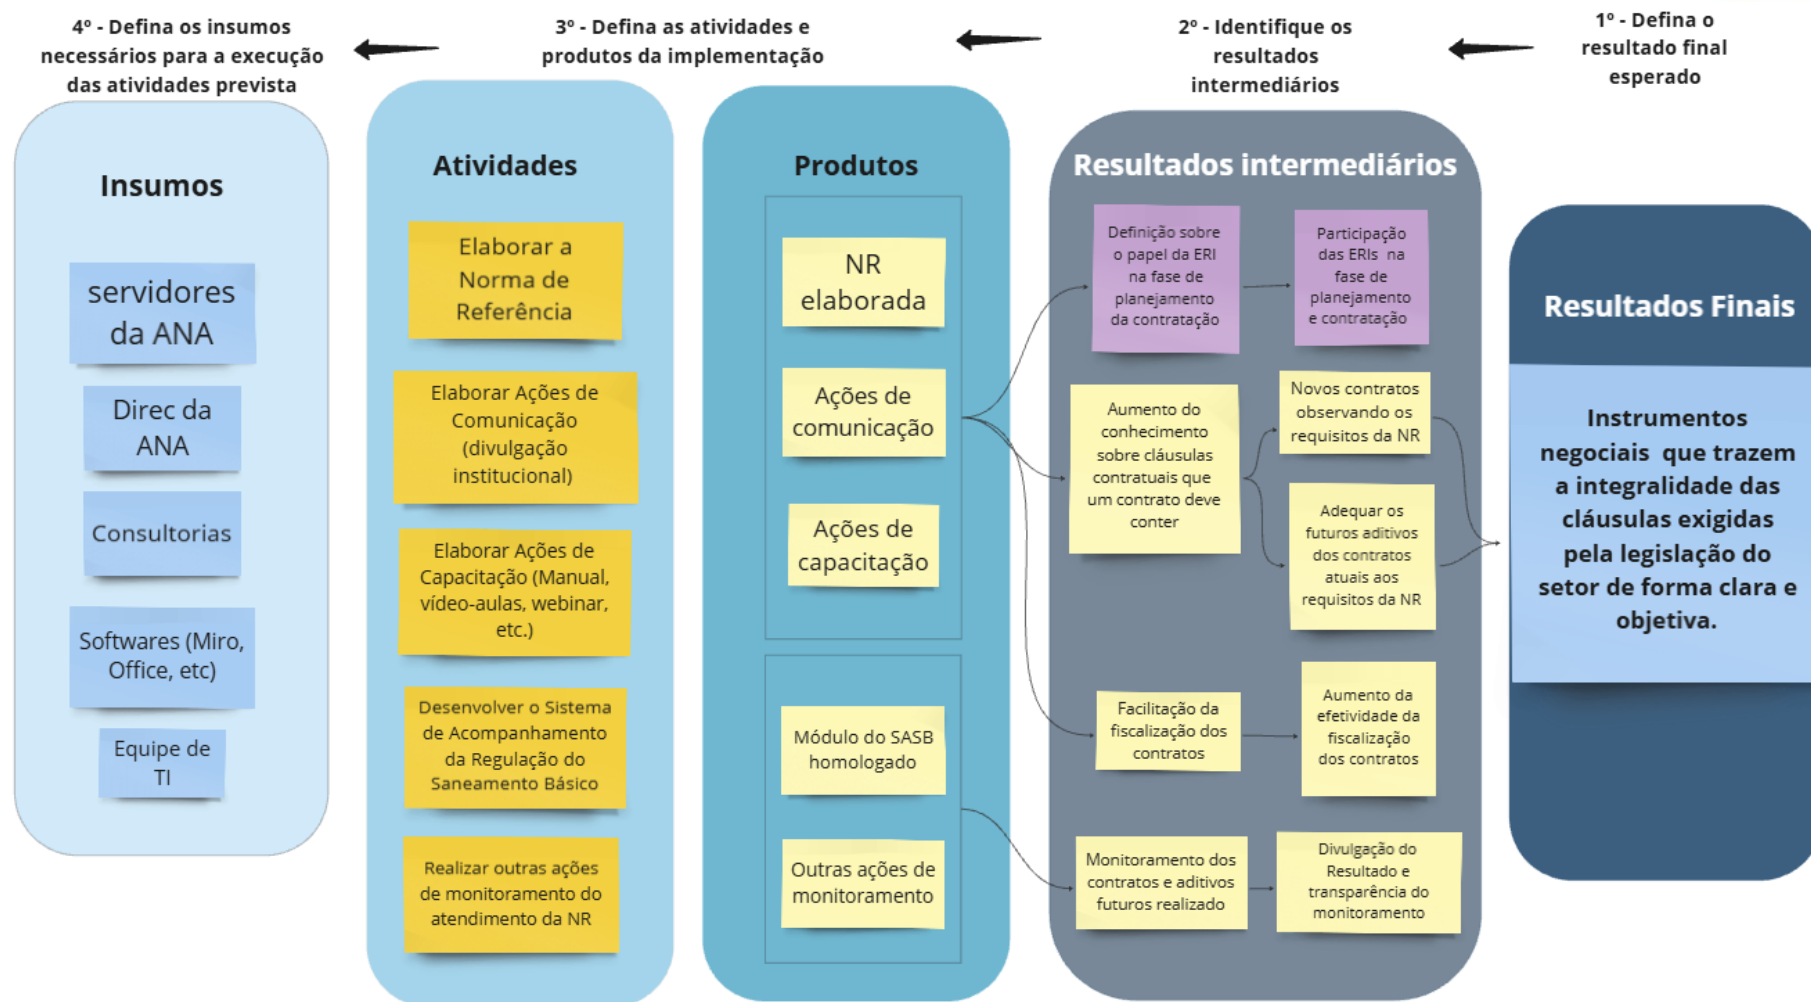 4º - Defina os insumos
necessários para a execução
das atividades prevista
3º - Defina as atividades e
produtos da implementação
2º - Identifique os
resultados
intermediários
1º - Defina o
resultado final
esperado
Insumos
servidores
da ANA
Direc da
ANA
Consultorias
Softwares (Miro,
Office, etc)
Equipe de
TI
Atividades
Elaborar a
Norma de
Referência
Elaborar Ações de
Comunicação
(divulgação
institucional)
Elaborar Ações de
Capacitação (Manual,
vídeo-aulas, webinar,
etc.)
Desenvolver o Sistema
de Acompanhamento
da Regulação do
Saneamento Básico
Realizar outras ações
de monitoramento do
atendimento da NR
Produtos
NR
elaborada
Ações de
comunicação
Ações de
capacitação
Módulo do SASB
homologado
Outras ações de
monitoramento
Resultados intermediários
Definição sobre
o papel da ERI
na fase de
planejamento
da contratação
Participação
das ERIs na
fase de
planejamento
e contratação
Aumento do
conhecimento
sobre cláusulas
contratuais que
um contrato deve
conter
Novos contratos
observando os
requisitos da NR
Adequar os
futuros aditivos
dos contratos
atuais aos
requisitos da NR
Facilitação da
fiscalização dos
contratos
Aumento da
efetividade da
fiscalização
dos contratos
Monitoramento dos
contratos e aditivos
futuros realizado
Divulgação do
Resultado e
transparência do
monitoramento
Resultados Finais
Instrumentos
negociais que trazem
a integralidade das
cláusulas exigidas
pela legislação do
setor de forma clara e
objetiva.